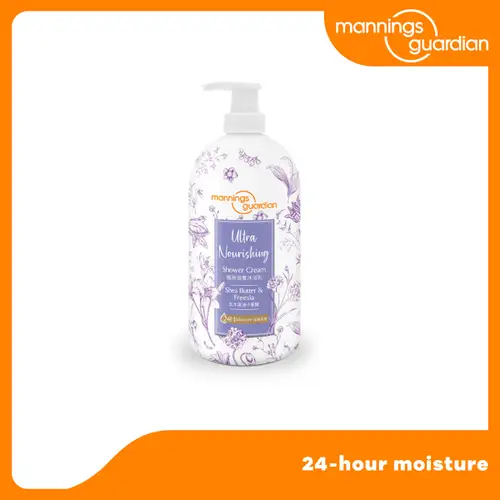 mannings
guardian
mannings
guardian
Ultra
Nourishing
Shower Cream
Shea Butter &
Freesia
24-hour moisture